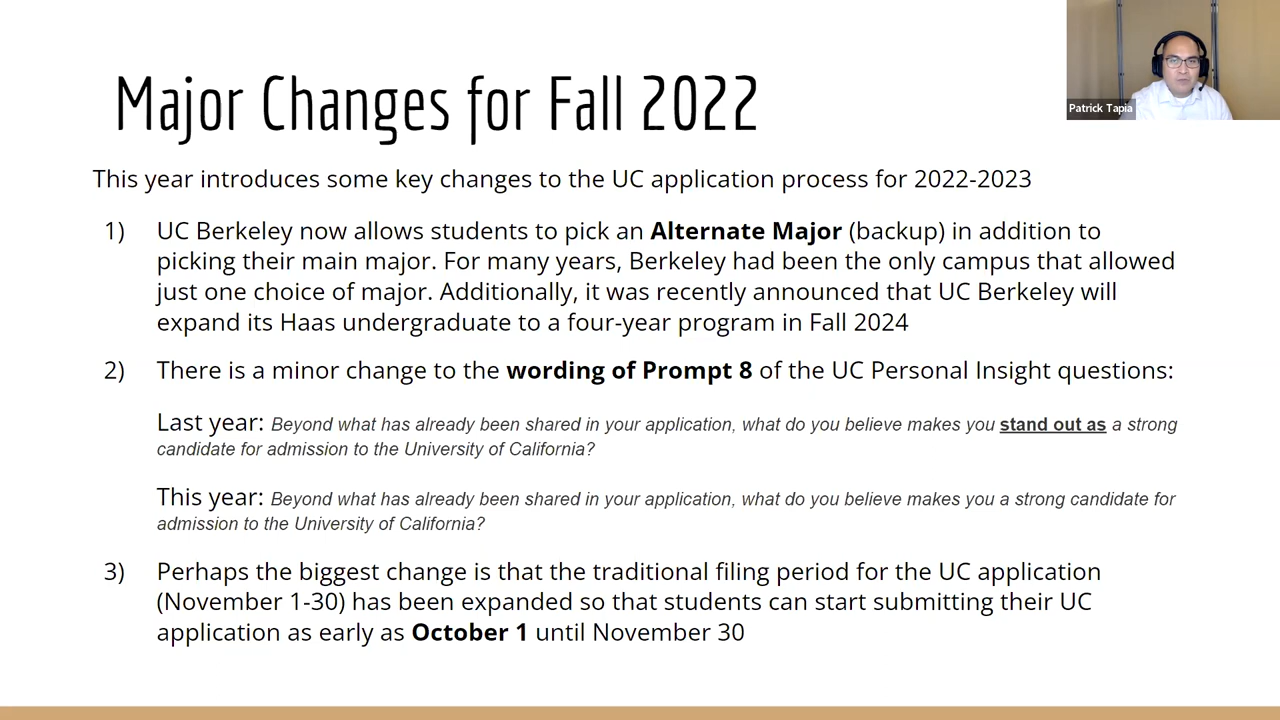 Major Changes for Fall 2022
Patrick Tapia
This year introduces some key changes to the UC application process for 2022-2023
1) UC Berkeley now allows students to pick an Alternate Major (backup) in addition to
picking their main major. For many years, Berkeley had been the only campus that allowed
just one choice of major. Additionally, it was recently announced that UC Berkeley will
expand its Haas undergraduate to a four-year program in Fall 2024
2) There is a minor change to the wording of Prompt 8 of the UC Personal Insight questions:
Last year: Beyond what has already been shared in your application, what do you believe makes you stand out as a strong
candidate for admission to the University of California?
This year: Beyond what has already been shared in your application, what do you believe makes you a strong candidate for
admission to the University of California?
3) Perhaps the biggest change is that the traditional filing period for the UC application
(November 1-30) has been expanded so that students can start submitting their UC
application as early as October 1 until November 30